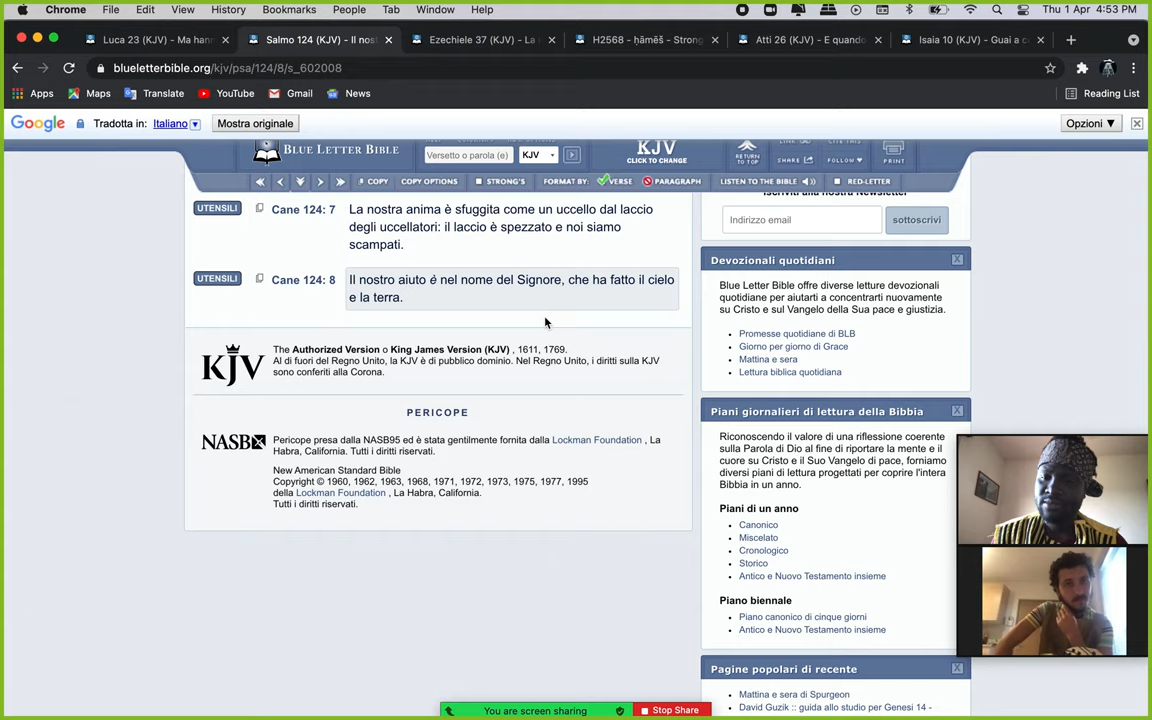 Chrome File Edit View History Bookmarks People Tab Window Help Thu 1 Apr 4:53 PM
Luca 23 (KJV) - Ma hann
Salmo 124 (KJV) - Il nost
Ezechiele 37 (KJV) - La
H2568 - ḥāmēš - Strong
Atti 26 (KJV) - E quando
Isaia 10 (KJV) - Guai a c
blueletterbible.org/kjv/psa/124/8/s_602008
Apps Maps Translate YouTube Gmail News Reading List
Google Tradotta in: Italiano Mostra originale Opzioni ▼
BLUE LETTER BIBLE
Versetto o parola (e) KJV
KJV
CLICK TO CHANGE
RETURN
TO TOP
SHARE
FOLLOW
PRINT
COPY COPY OPTIONS STRONG'S FORMAT BY: VERSE PARAGRAPH LISTEN TO THE BIBLE RED-LETTER
UTENSILI Cane 124: 7 La nostra anima è sfuggita come un uccello dal laccio
degli uccellatori: il laccio è spezzato e noi siamo
scampati.
UTENSILI Cane 124: 8 Il nostro aiuto è nel nome del Signore, che ha fatto il cielo
e la terra.
KJV
The Authorized Version o King James Version (KJV) , 1611, 1769.
Al di fuori del Regno Unito, la KJV è di pubblico dominio. Nel Regno Unito, i diritti sulla KJV
sono conferiti alla Corona.
PERICOPE
NASB
Pericope presa dalla NASB95 ed è stata gentilmente fornita dalla Lockman Foundation , La
Habra, California. Tutti i diritti riservati.
New American Standard Bible
Copyright © 1960, 1962, 1963, 1968, 1971, 1972, 1973, 1975, 1977, 1995
della Lockman Foundation , La Habra, California.
Tutti i diritti riservati.
Iscriviti alla nostra Newsletter
Indirizzo email sottoscrivi
Devozionali quotidiani X
Blue Letter Bible offre diverse letture devozionali
quotidiane per aiutarti a concentrarti nuovamente
su Cristo e sul Vangelo della Sua pace e giustizia.
Promesse quotidiane di BLB
Giorno per giorno di Grace
Mattina e sera
Lettura biblica quotidiana
Piani giornalieri di lettura della Bibbia X
Riconoscendo il valore di una riflessione coerente
sulla Parola di Dio al fine di riportare la mente e il
cuore su Cristo e il Suo Vangelo di pace, forniamo
diversi piani di lettura progettati per coprire l'intera
Bibbia in un anno.
Piani di un anno
Canonico
Miscelato
Cronologico
Storico
Antico e Nuovo Testamento insieme
Piano biennale
Piano canonico di cinque giorni
Antico e Nuovo Testamento insieme
Pagine popolari di recente X
Mattina e sera di Spurgeon
David Guzik :: guida allo studio per Genesi 14 -
You are screen sharing Stop Share